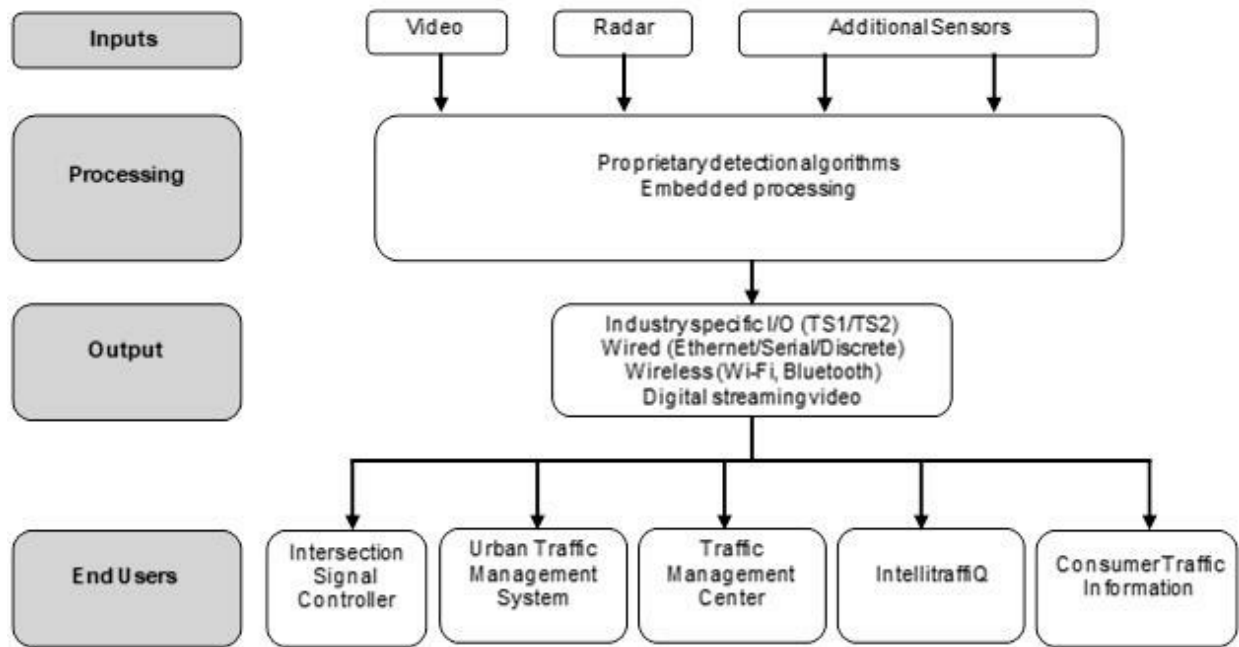 Inputs
Video
Radar
Additional Sensors
Processing
Proprietary detection algorithms
Embedded processing
Output
Industry specific I/O (TS1/TS2)
Wired (Ethernet/Serial/Discrete)
Wireless (Wi-Fi, Bluetooth)
Digital streaming video
End Users
Intersection
Signal
Controller
Urban Traffic
Management
System
Traffic
Management
Center
IntellitraffiQ
Consumer Traffic
Information